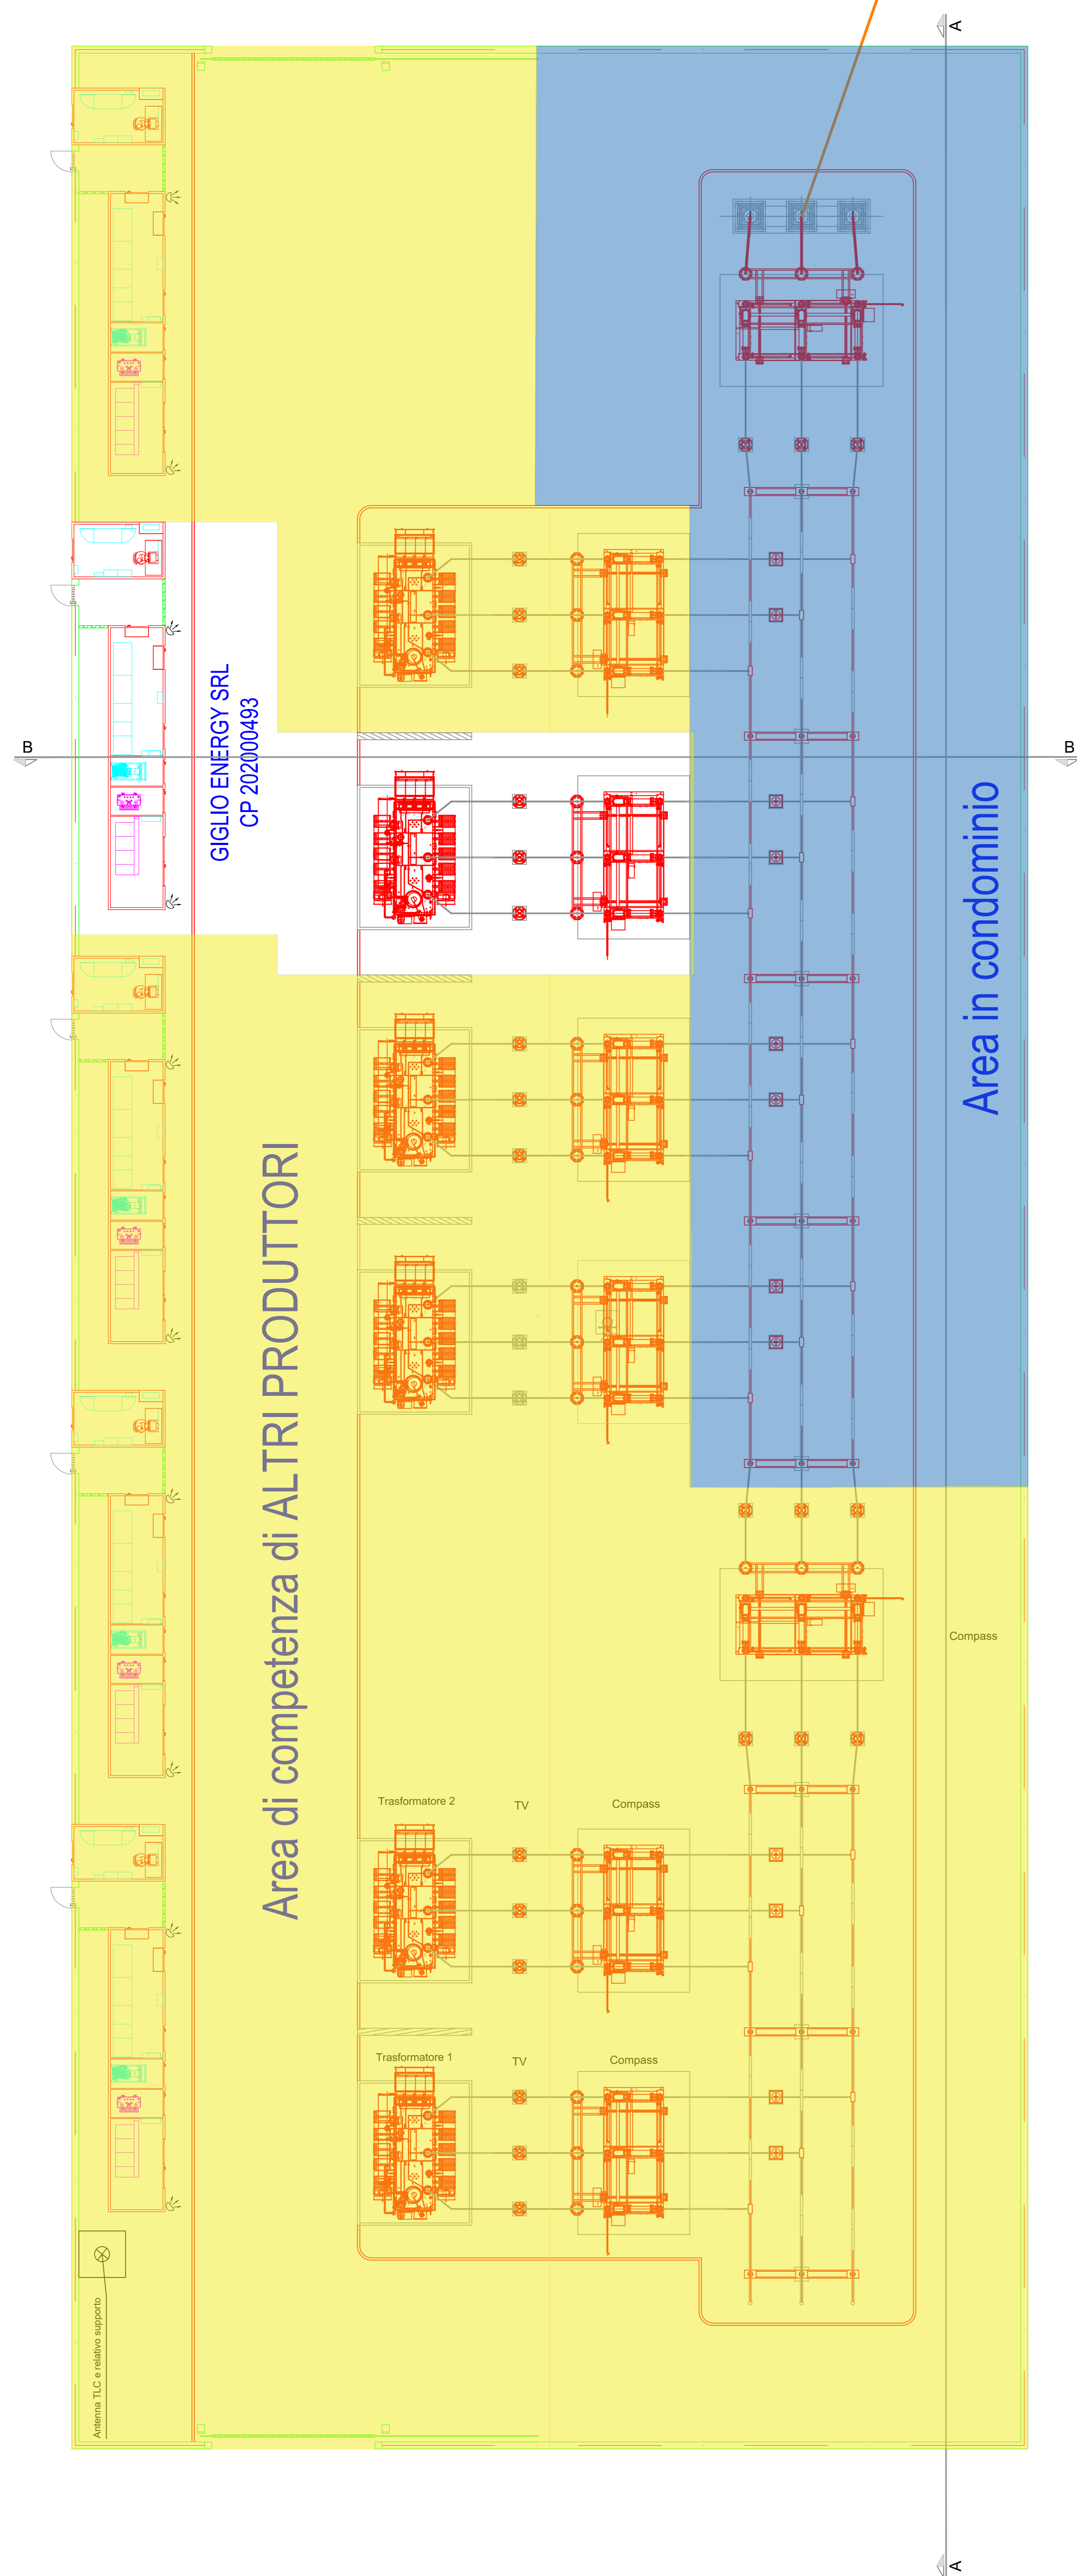 A
B
GIGLIO ENERGY SRL
CP 202000493
B
Area in condominio
Area di competenza di ALTRI PRODUTTORI
Compass
Trasformatore 2
TV
Compass
Trasformatore 1
TV
Compass
Antenna TLC e relativo supporto
A